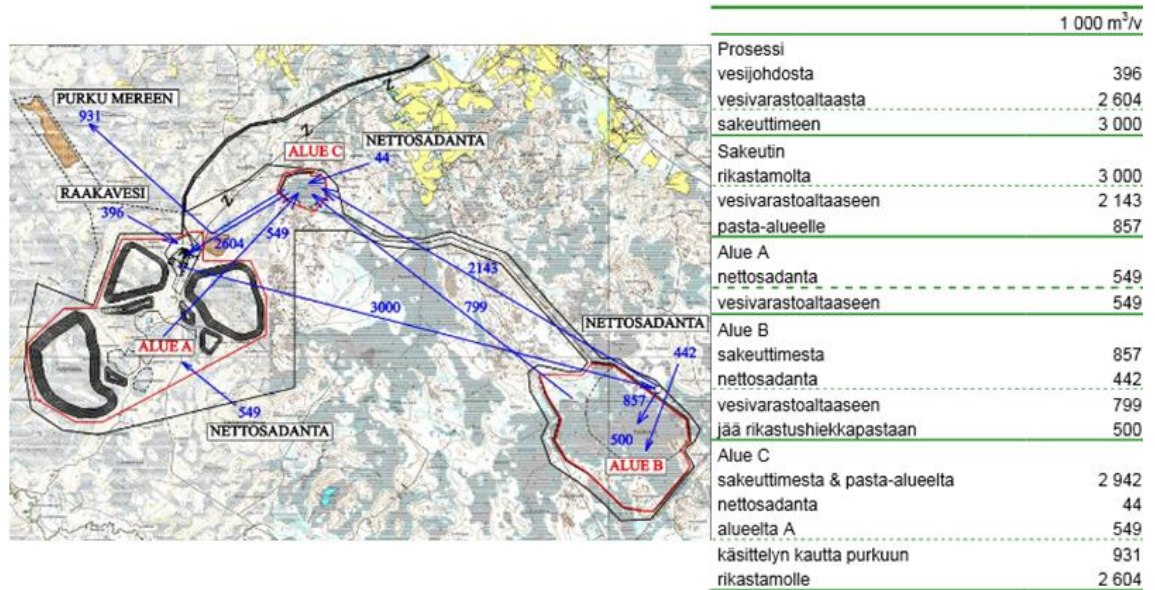 PURKU MEREEN
931
NETTOSADANTA
ALUE C
44
RAAKAVESI
396
2604
549
2143
3000
799
NETTOSADANTA
442
ALUE A
857
549
500
NETTOSADANTA
ALUE B
1 000 m³/v
Prosessi
vesijohdosta 396
vesivarastoaltaasta 2 604
sakeuttimeen 3 000
Sakeutin
rikastamolta 3 000
vesivarastoaltaaseen 2 143
pasta-alueelle 857
Alue A
nettosadanta 549
vesivarastoaltaaseen 549
Alue B
sakeuttimesta 857
nettosadanta 442
vesivarastoaltaaseen 799
jää rikastushiekkapastaan 500
Alue C
sakeuttimesta & pasta-alueelta 2 942
nettosadanta 44
alueelta A 549
käsittelyn kautta purkuun 931
rikastamolle 2 604